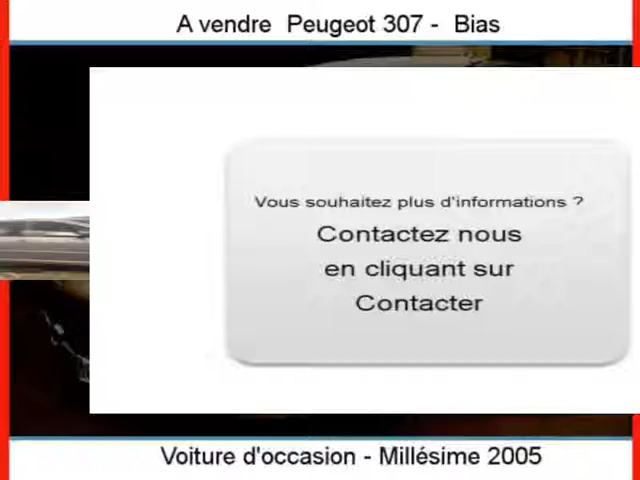 A vendre Peugeot 307 - Bias
Vous souhaitez plus d'informations ?
Contactez nous
en cliquant sur
Contacter
Voiture d'occasion - Millésime 2005